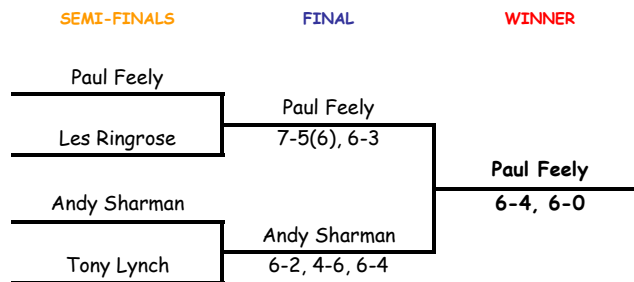 SEMI-FINALS FINAL WINNER
Paul Feely
Les Ringrose
Paul Feely
7-5(6), 6-3
Andy Sharman
Tony Lynch
Andy Sharman
6-2, 4-6, 6-4
Paul Feely
6-4, 6-0